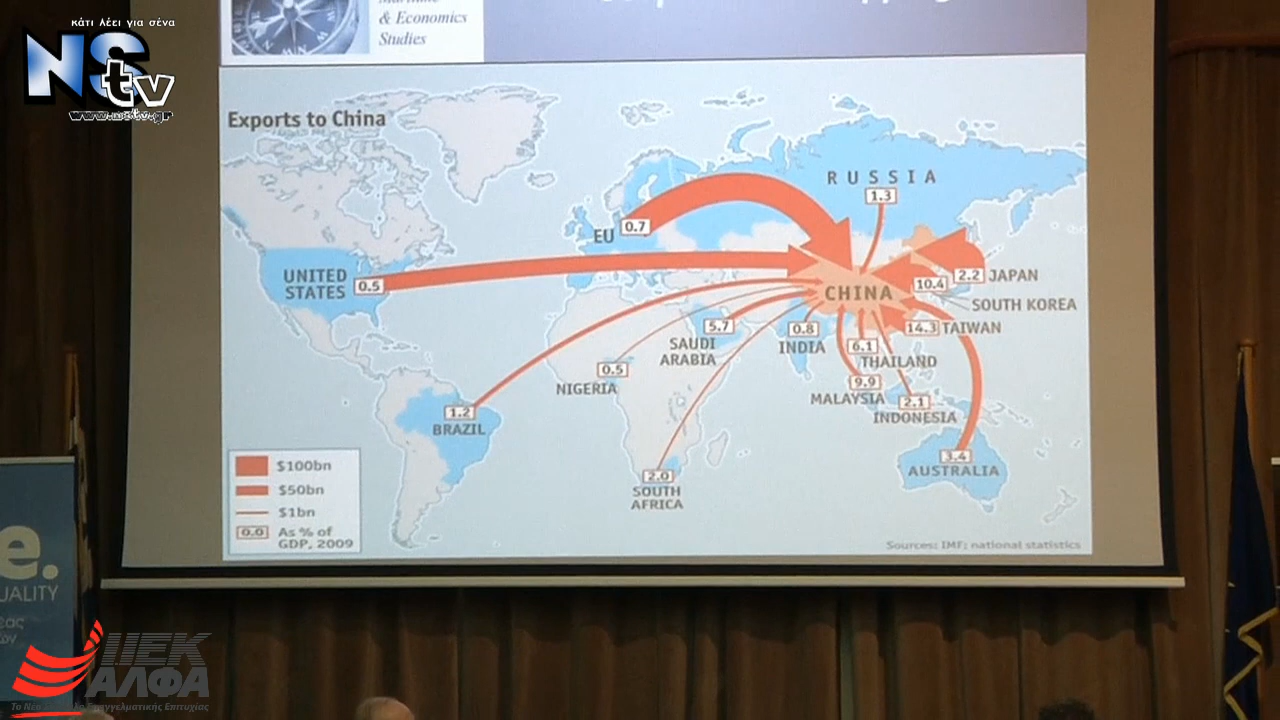 κάτι λέει για σένα
NS
tv
www.nstv.gr
& Economics
Studies
Exports to China
RUSSIA
1.3
EU 0.7
UNITED
STATES 0.5
CHINA
2.2 JAPAN
10.4
SOUTH KOREA
14.3 TAIWAN
5.7
SAUDI
ARABIA
0.8
INDIA
6.1
THAILAND
0.5
NIGERIA
9.9
MALAYSIA
2.1
INDONESIA
1.2
BRAZIL
3.4
AUSTRALIA
2.0
SOUTH
AFRICA
$100bn
$50bn
$1bn
0.0 As % of
GDP, 2009
Sources: IMF; national statistics
e.
UALITY
ΙΕΚ
ΑΛΦΑ